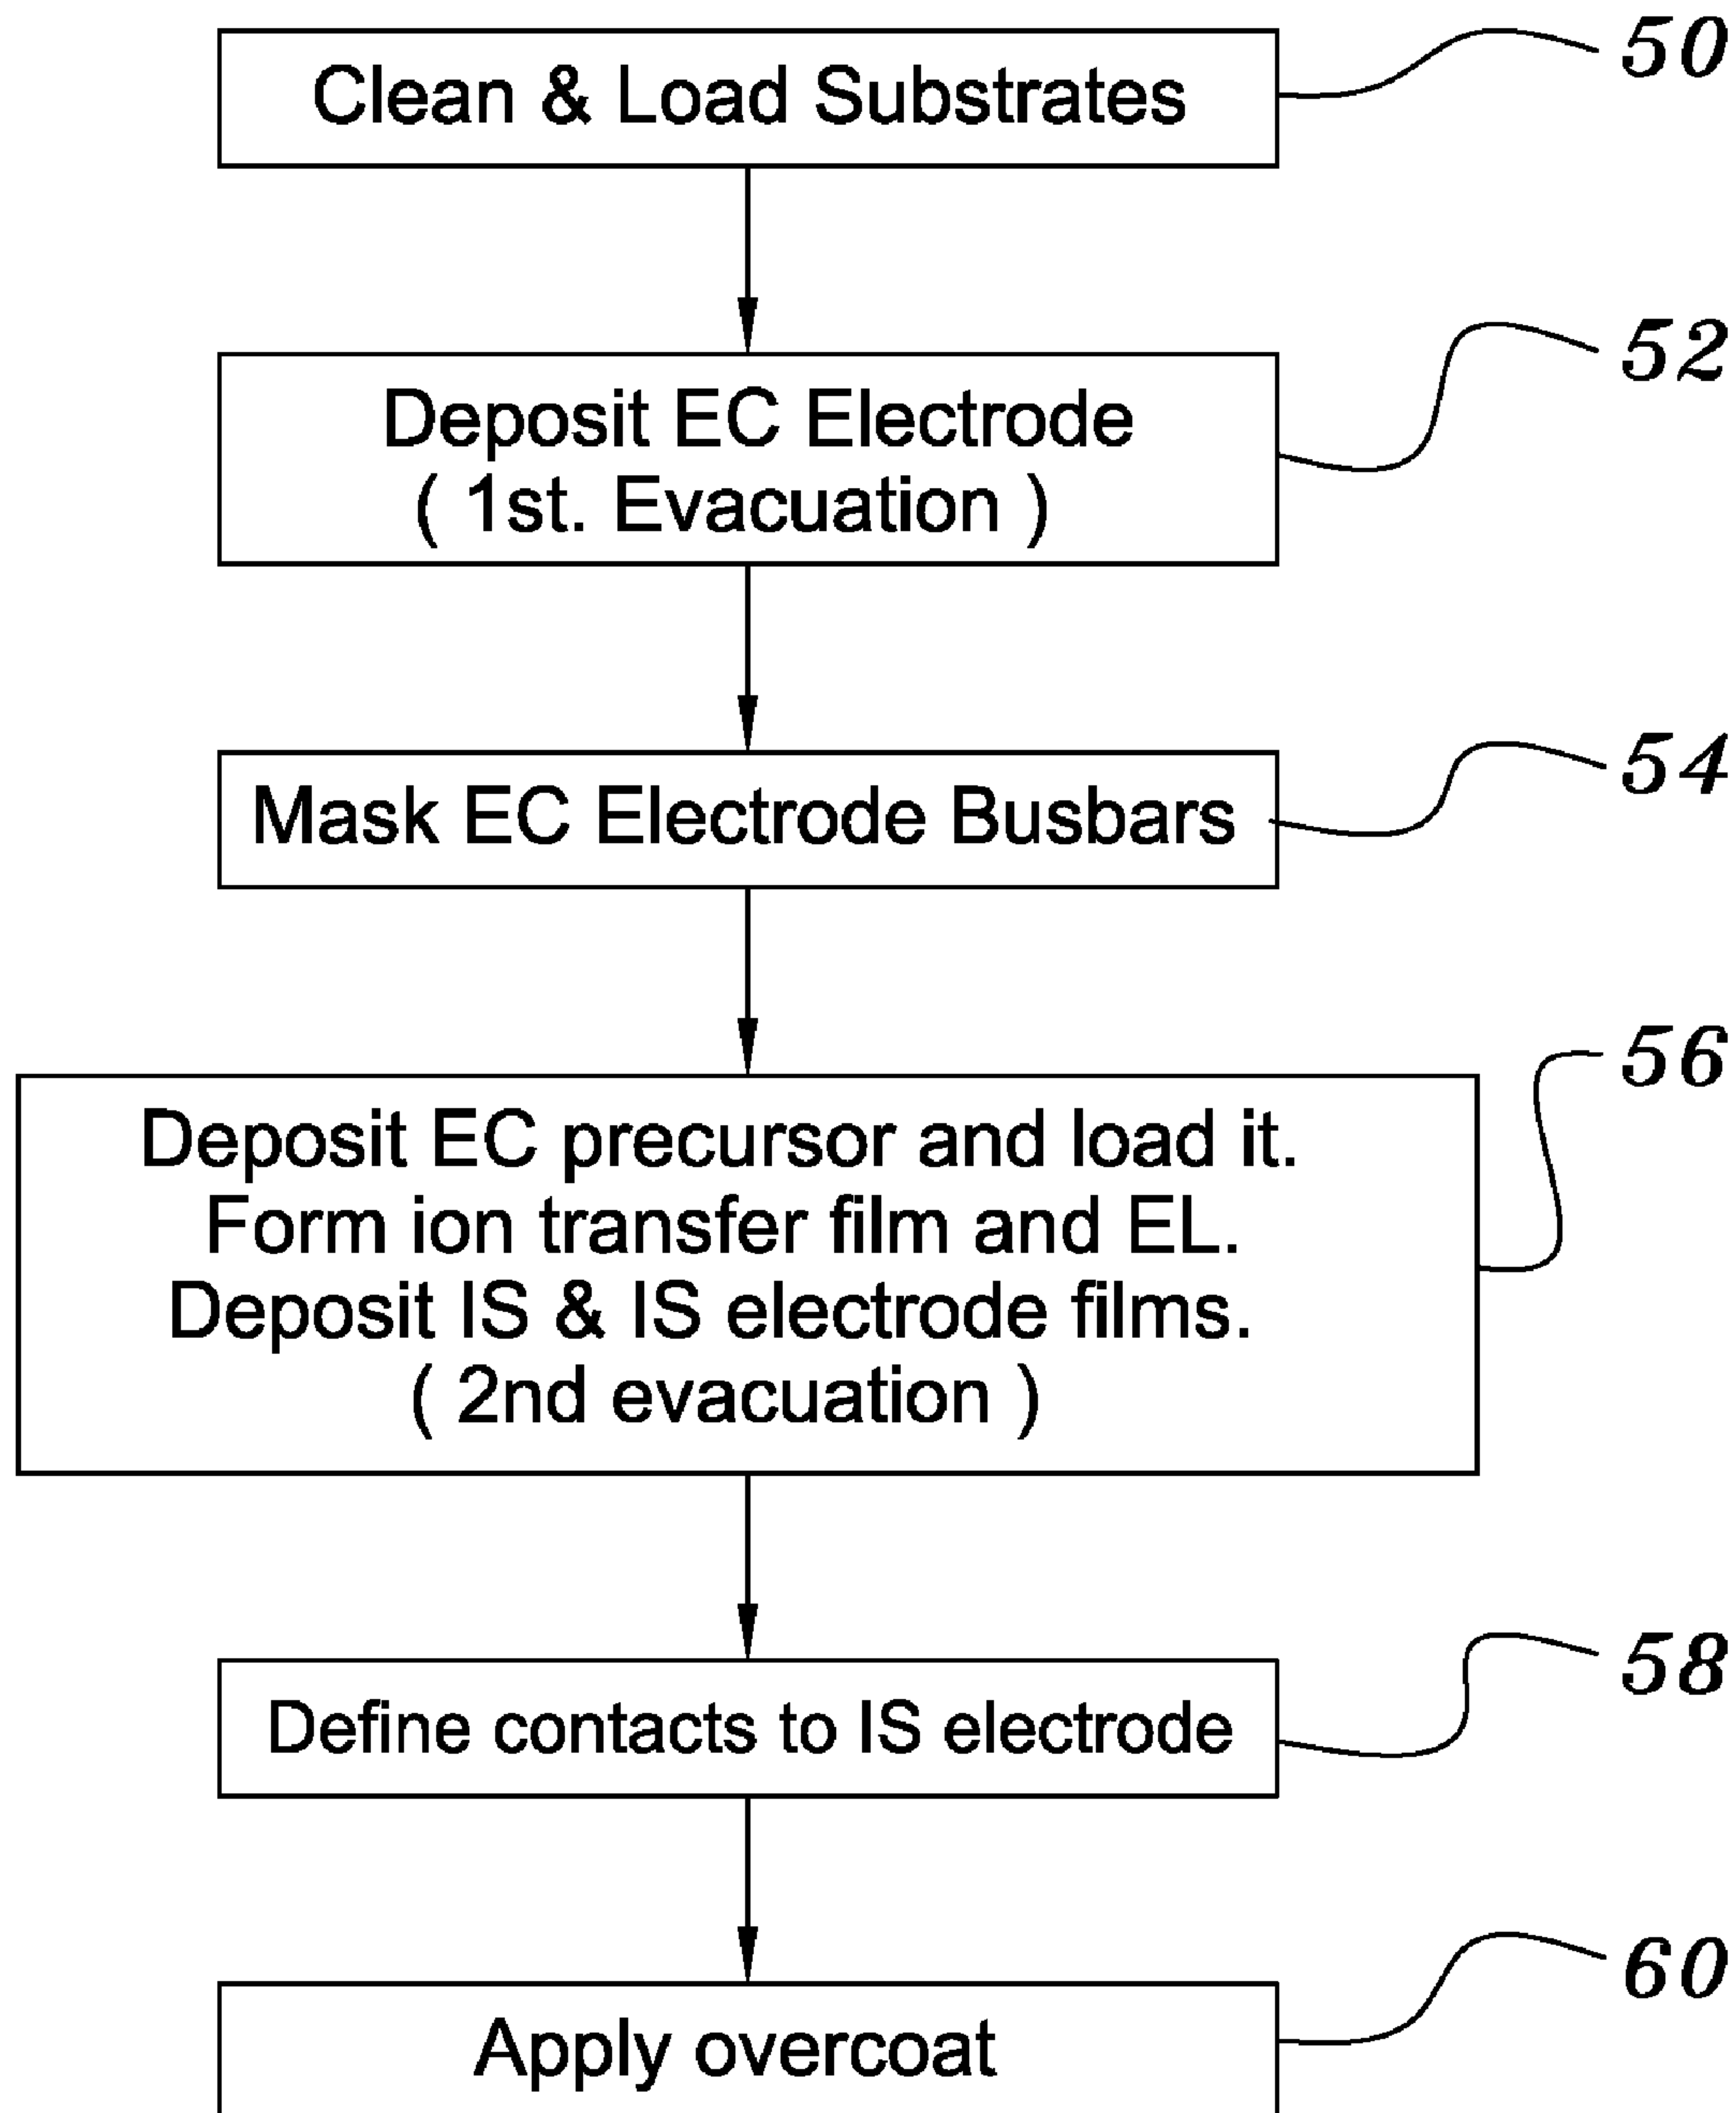 Clean & Load Substrates
50
Deposit EC Electrode
( 1st. Evacuation )
52
Mask EC Electrode Busbars
54
Deposit EC precursor and load it.
Form ion transfer film and EL.
Deposit IS & IS electrode films.
( 2nd evacuation )
56
Define contacts to IS electrode
58
Apply overcoat
60